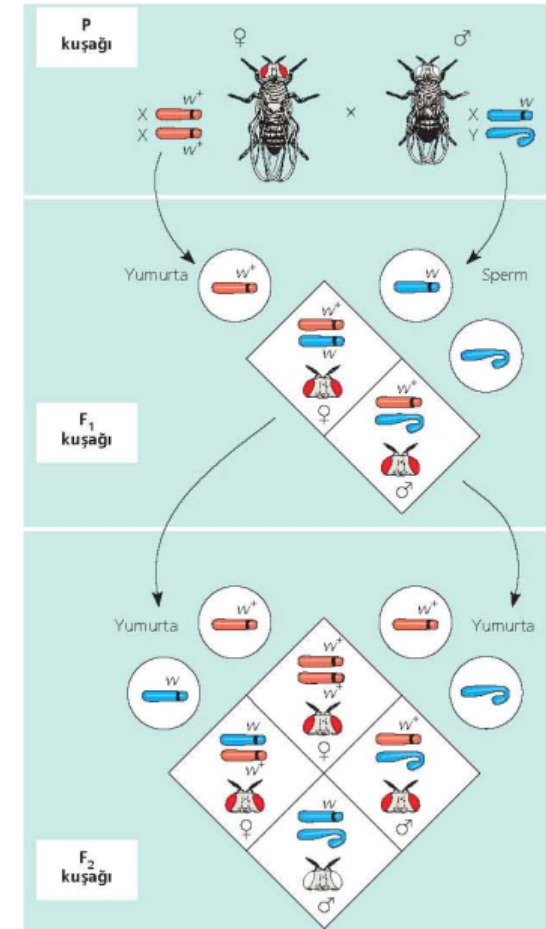 P
kuşağı
♀
♂
w⁺
X
X
w⁺
×
w
X
Y
Yumurta
w⁺
w
Sperm
w⁺
w
♀
w⁺
♂
F₁
kuşağı
Yumurta
w⁺
w⁺
Yumurta
w
w⁺
w⁺
♀
w
w⁺
♀
w⁺
♂
w
♂
F₂
kuşağı